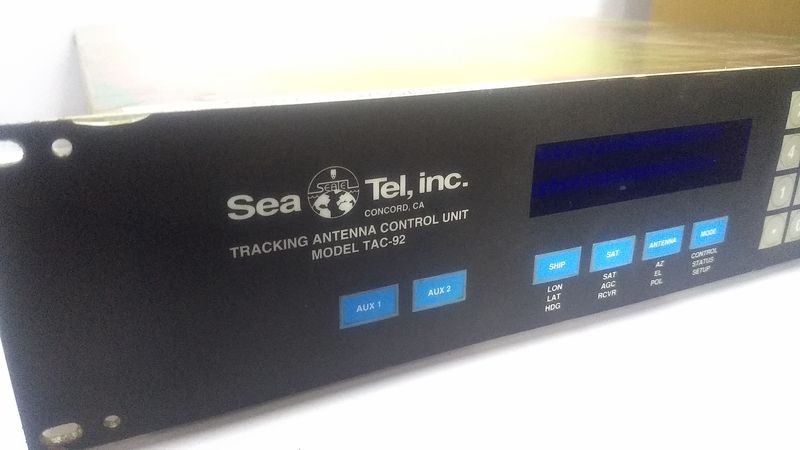 Sea Tel, inc.
SEATEL
CONCORD, CA
TRACKING ANTENNA CONTROL UNIT
MODEL TAC-92
AUX 1
AUX 2
SHIP
LON
LAT
HDG
SAT
SAT
AGC
RCVR
ANTENNA
AZ
EL
POL
MODE
CONTROL
STATUS
SETUP
4
1